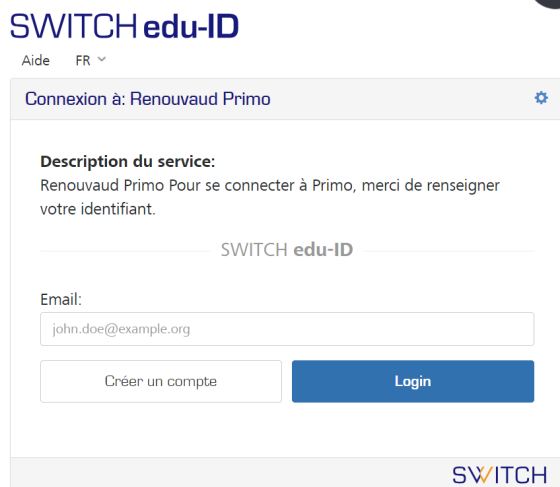 SWITCH edu-ID
Aide FR
Connexion à: Renouvaud Primo
Description du service:
Renouvaud Primo Pour se connecter à Primo, merci de renseigner
votre identifiant.
SWITCH edu-ID
Email:
john.doe@example.org
Créer un compte Login
SWITCH